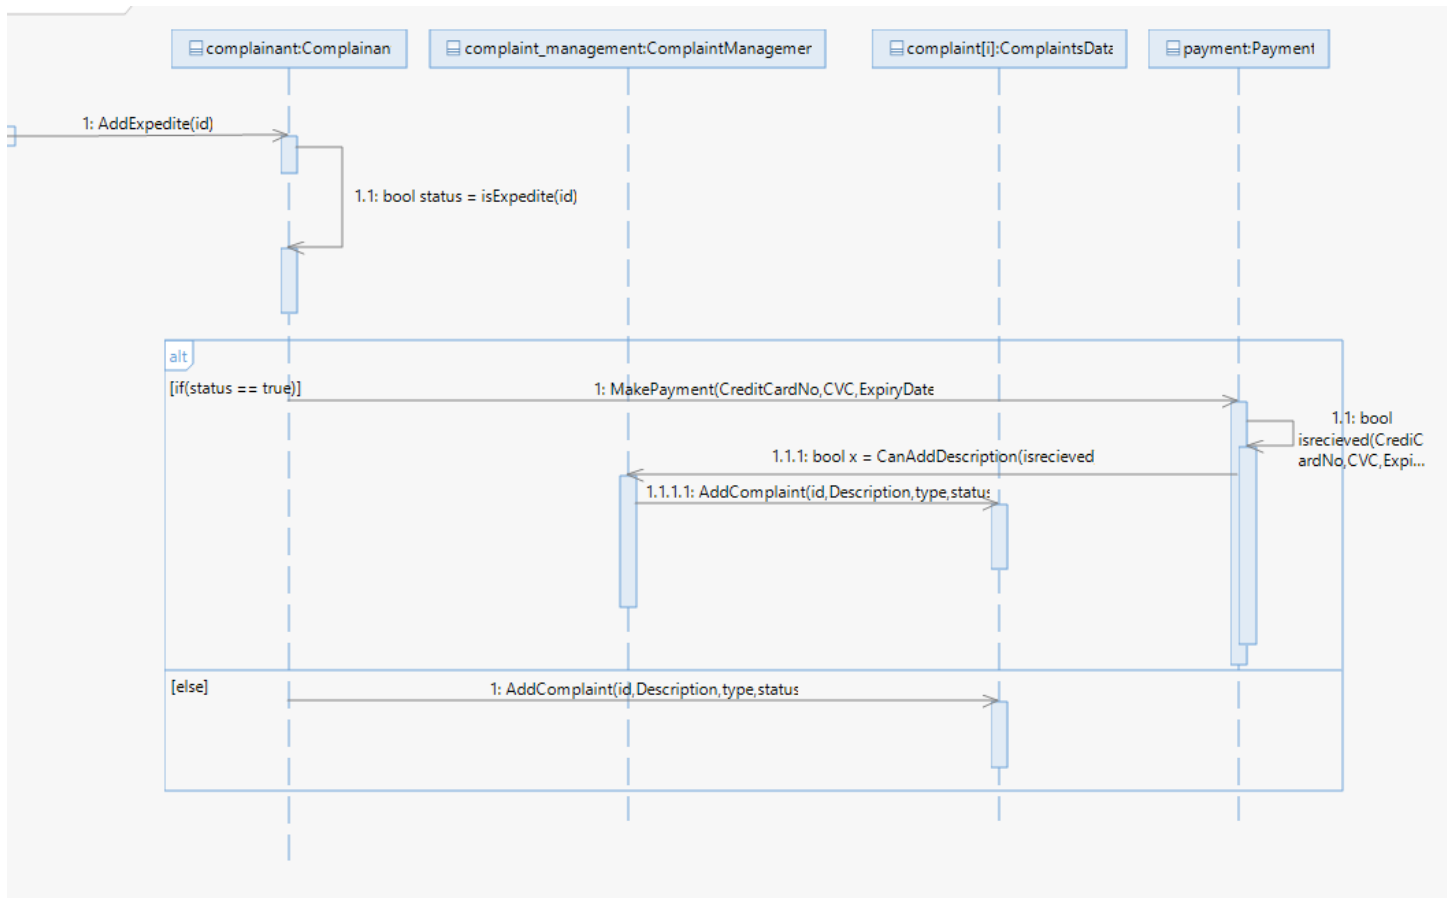 complainant:Complainan
complaint_management:ComplaintManagemer
complaint[i]:ComplaintsData
payment:Payment
1: AddExpedite(id)
1.1: bool status = isExpedite(id)
alt
[if(status == true)]
1: MakePayment(CreditCardNo,CVC,ExpiryDate
1.1: bool
isrecieved(CrediC
ardNo,CVC,Expi...
1.1.1: bool x = CanAddDescription(isrecieved
1.1.1.1: AddComplaint(id,Description,type,status
[else]
1: AddComplaint(id,Description,type,status